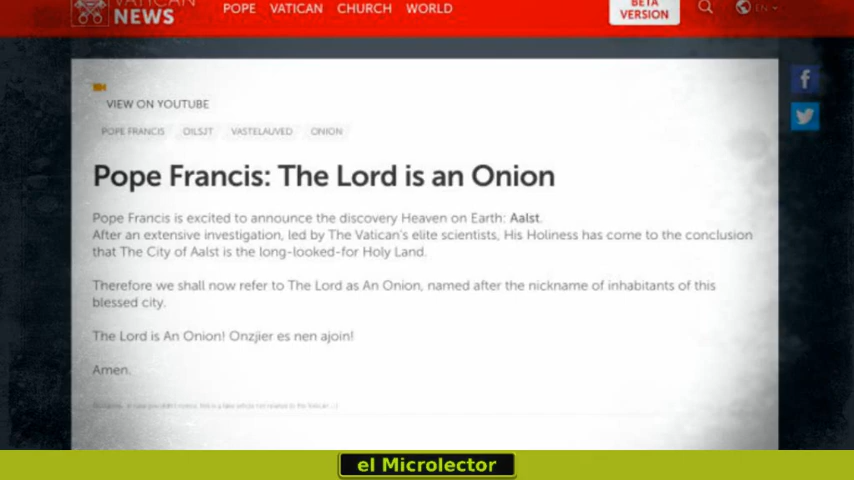 VATICAN
NEWS
POPE VATICAN CHURCH WORLD
BETA
VERSION
EN
VIEW ON YOUTUBE
POPE FRANCIS OILSJT VASTELAUVED ONION
Pope Francis: The Lord is an Onion
Pope Francis is excited to announce the discovery Heaven on Earth: Aalst.
After an extensive investigation, led by The Vatican's elite scientists, His Holiness has come to the conclusion
that The City of Aalst is the long-looked-for Holy Land.
Therefore we shall now refer to The Lord as An Onion, named after the nickname of inhabitants of this
blessed city.
The Lord is An Onion! Onzjier es nen ajoin!
Amen.
el Microlector